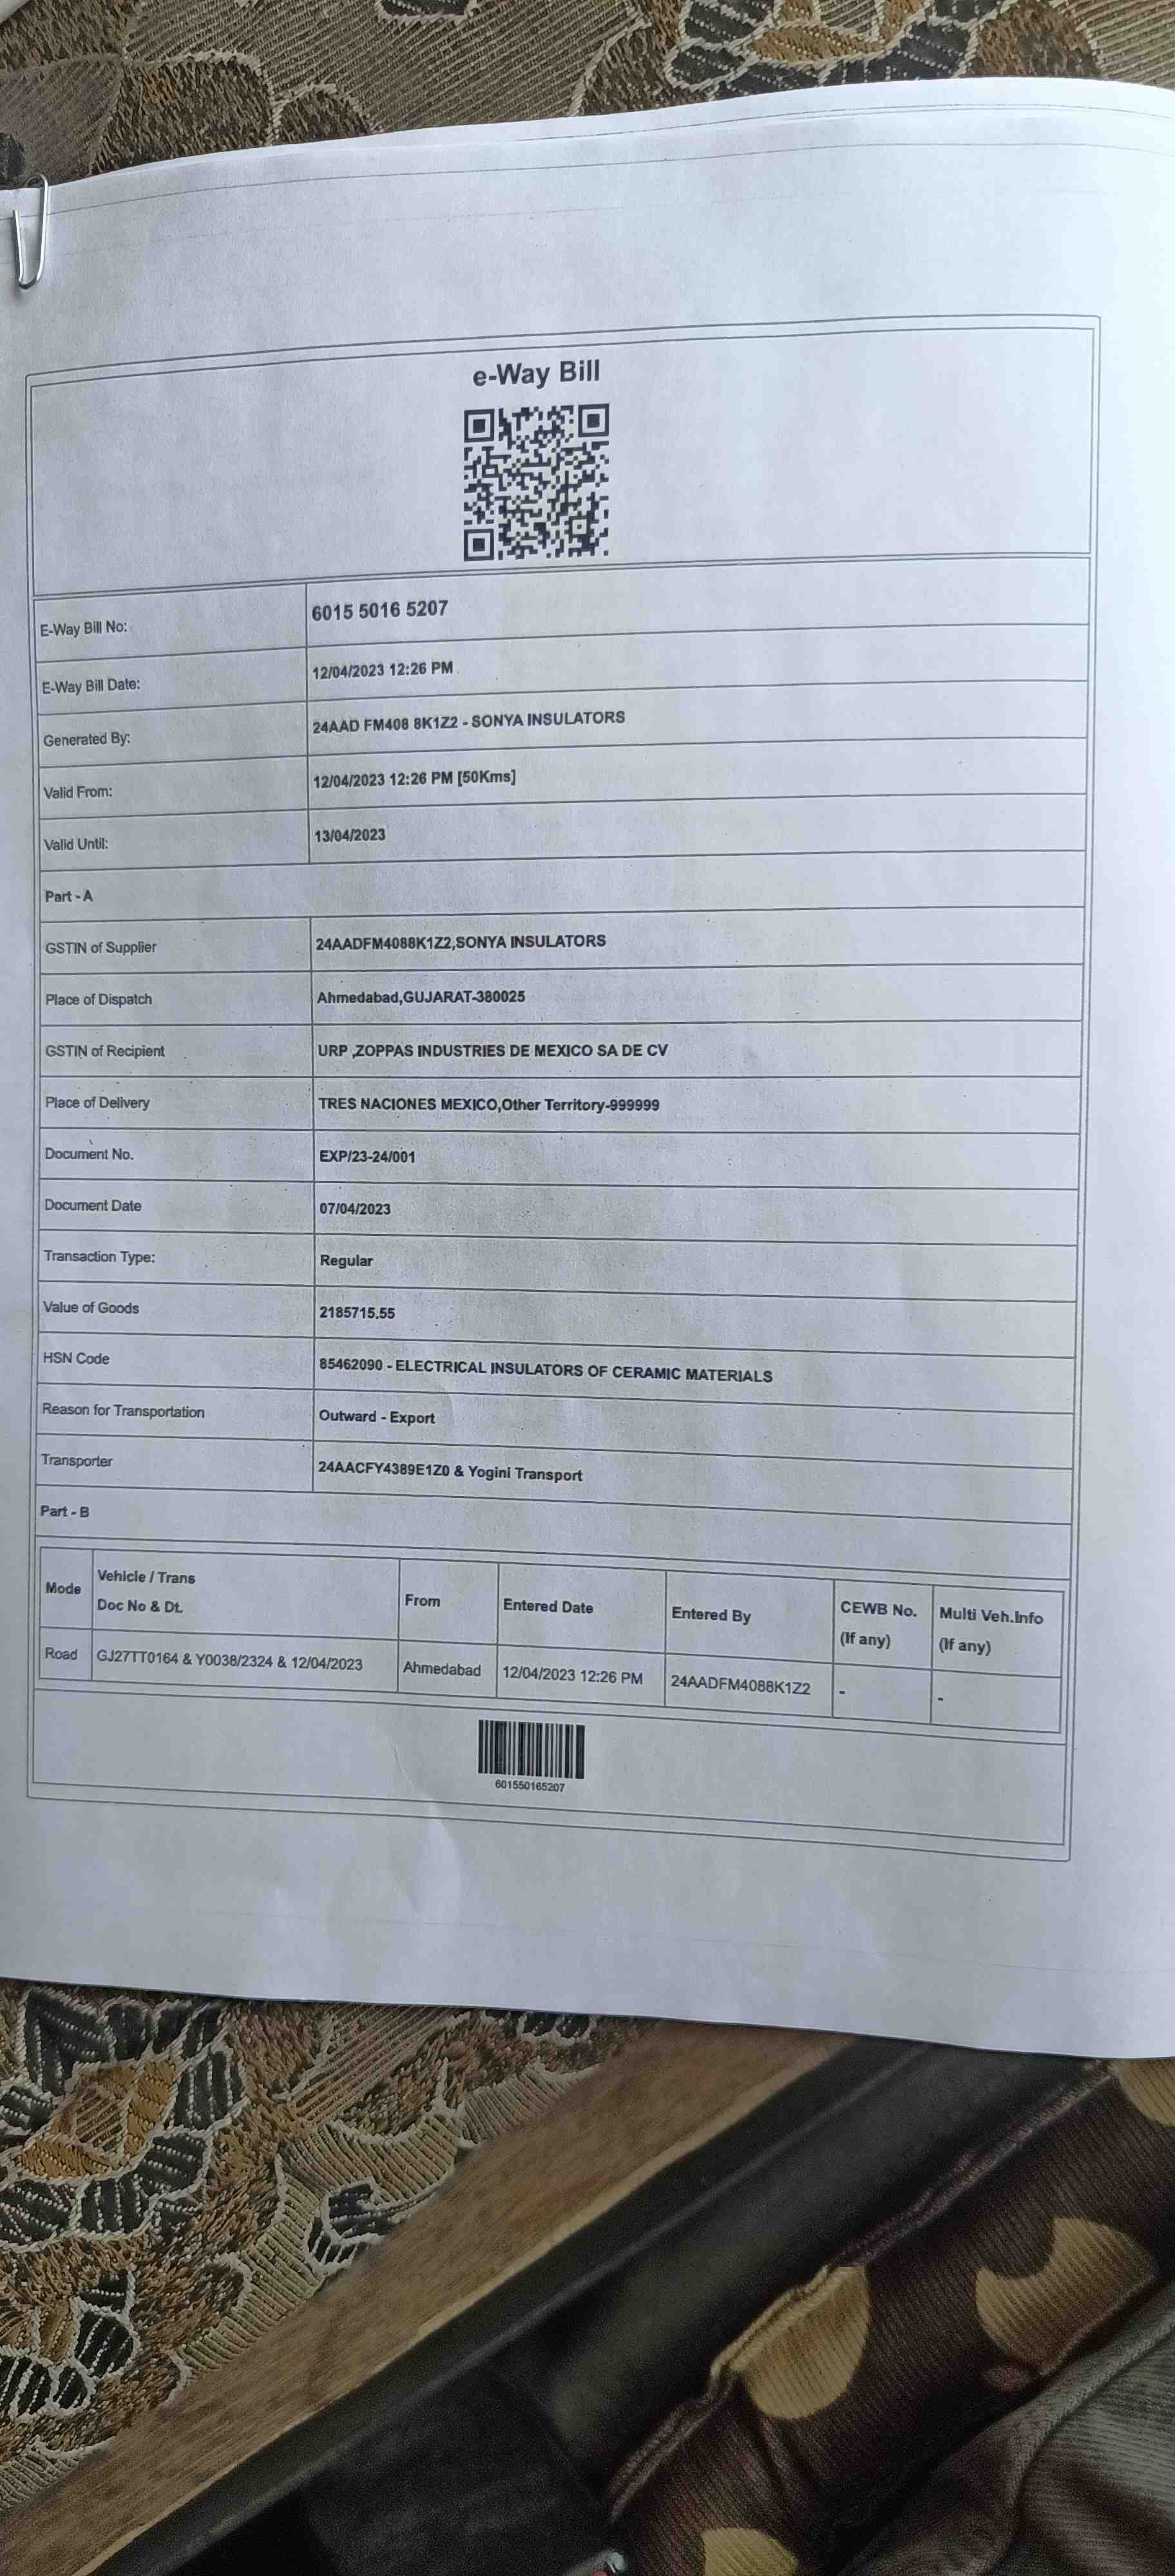 e-Way Bill
E-Way Bill No: 6015 5016 5207
E-Way Bill Date: 12/04/2023 12:26 PM
Generated By: 24AAD FM408 8K1Z2 - SONYA INSULATORS
Valid From: 12/04/2023 12:26 PM [50Kms]
Valid Until: 13/04/2023
Part - A
GSTIN of Supplier 24AADFM4088K1Z2,SONYA INSULATORS
Place of Dispatch Ahmedabad,GUJARAT-380025
GSTIN of Recipient URP ,ZOPPAS INDUSTRIES DE MEXICO SA DE CV
Place of Delivery TRES NACIONES MEXICO,Other Territory-999999
Document No. EXP/23-24/001
Document Date 07/04/2023
Transaction Type: Regular
Value of Goods 2185715.55
HSN Code 85462090 - ELECTRICAL INSULATORS OF CERAMIC MATERIALS
Reason for Transportation Outward - Export
Transporter 24AACFY4389E1Z0 & Yogini Transport
Part - B
Mode Vehicle / Trans Doc No & Dt. From Entered Date Entered By CEWB No. (If any) Multi Veh.Info (If any)
Road GJ27TT0164 & Y0038/2324 & 12/04/2023 Ahmedabad 12/04/2023 12:26 PM 24AADFM4088K1Z2 - -
601550165207